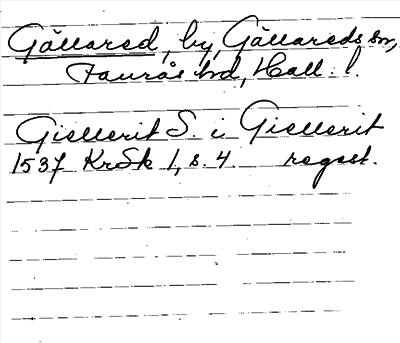 Gällared, by, Gällareds sn,
Faurås hd, Hall. l.
Giellerit S. i Giellerit
1537 KrSk 1, s. 4 regest.